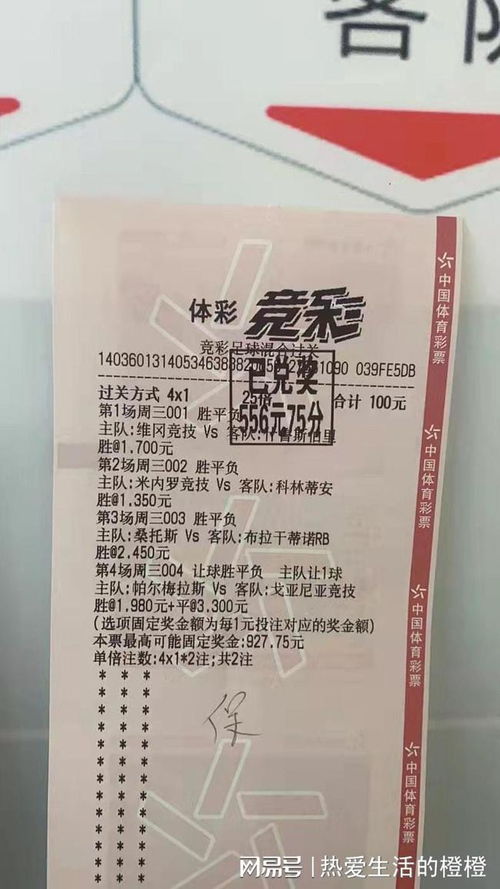 客队
体彩 竞彩
竞彩足球混合过关
039FE5DB
已兑奖
556元75分
过关方式 4x1 25倍 合计 100元
第1场周三001 胜平负
主队:维冈竞技 Vs 客队:什鲁斯伯里
胜@1.700元
第2场周三002 胜平负
主队:米内罗竞技 Vs 客队:科林蒂安
胜@1.350元
第3场周三003 胜平负
主队:桑托斯 Vs 客队:布拉干蒂诺RB
胜@2.450元
第4场周三004 让球胜平负 主队让1球
主队:帕尔梅拉斯 Vs 客队:戈亚尼亚竞技
胜@1.980元+平@3.300元
(选项固定奖金额为每1元投注对应的奖金额)
本票最高可能固定奖金:927.75元
单倍注数:4x1*2注;共2注
保
中国体育彩票
中国体育彩票
中国体育彩票
中国体育彩票
网易号 | 热爱生活的橙橙